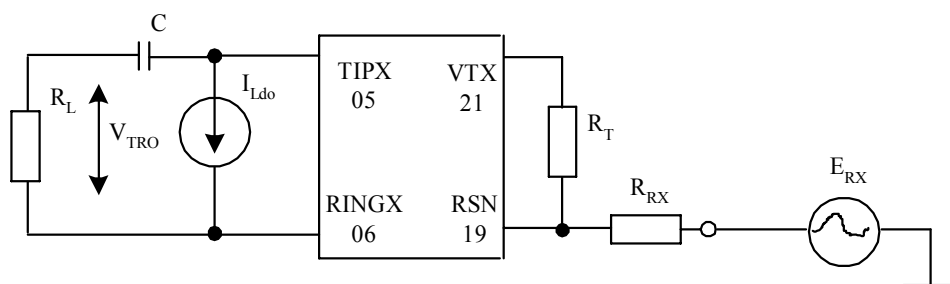 C
R_L
V_TRO
I_Ldo
TIPX
05
VTX
21
RINGX
06
RSN
19
R_T
R_RX
E_RX